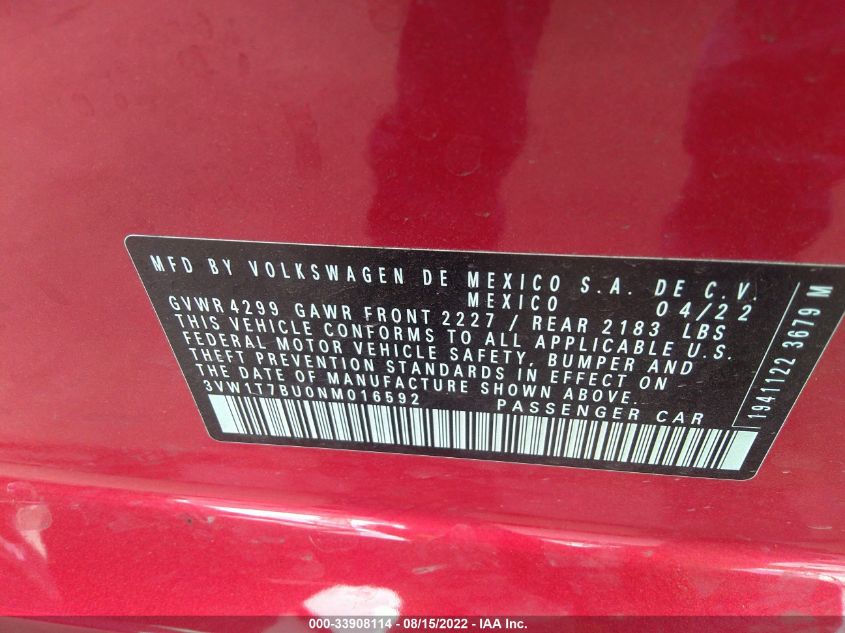 MFD BY VOLKSWAGEN DE MEXICO S.A. DE C.V.
MEXICO 04/22
GVWR 4299 GAWR FRONT 2227 / REAR 2183 LBS
THIS VEHICLE CONFORMS TO ALL APPLICABLE U.S.
FEDERAL MOTOR VEHICLE SAFETY, BUMPER AND
THEFT PREVENTION STANDARDS IN EFFECT ON
THE DATE OF MANUFACTURE SHOWN ABOVE.
3VW1T7BU0NM016592 PASSENGER CAR
1941122 3679 M
000-33908114 - 08/15/2022 - IAA Inc.